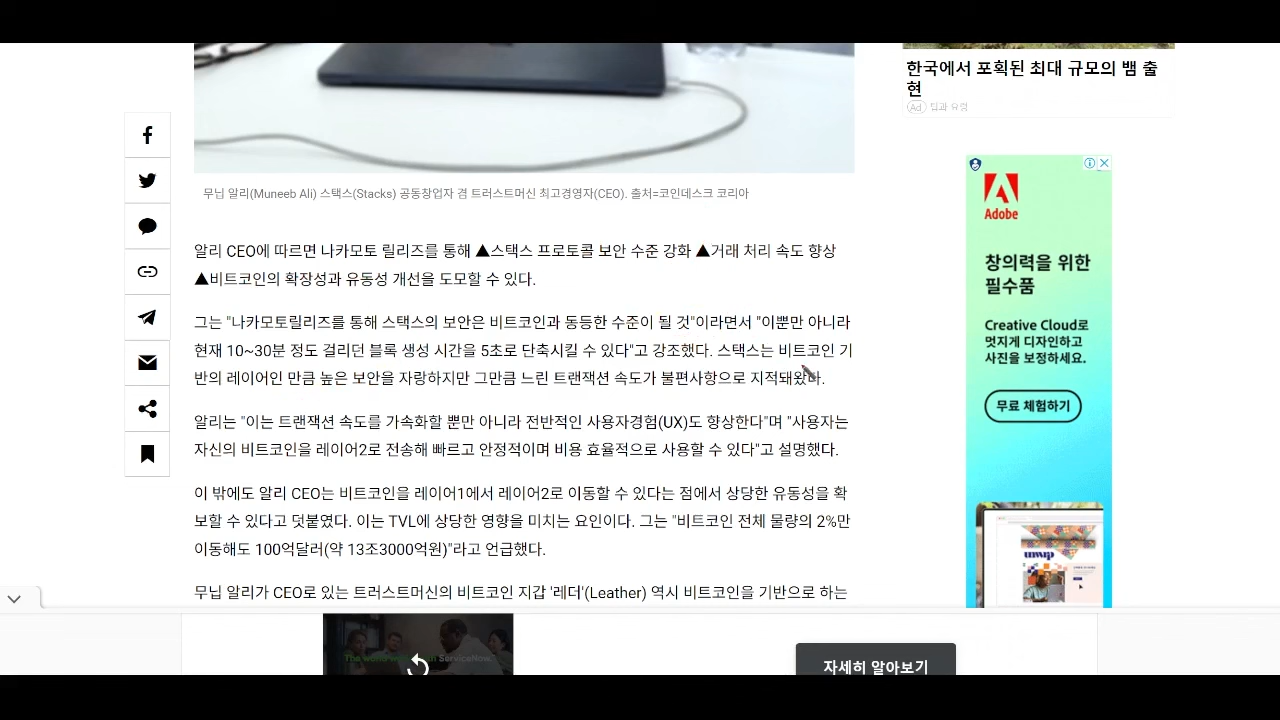 한국에서 포획된 최대 규모의 뱀 출
현
Ad 팁과 요령
무닙 알리(Muneeb Ali) 스택스(Stacks) 공동창업자 겸 트러스트머신 최고경영자(CEO). 출처=코인데스크 코리아
알리 CEO에 따르면 나카모토 릴리즈를 통해 ▲스택스 프로토콜 보안 수준 강화 ▲거래 처리 속도 향상
▲비트코인의 확장성과 유동성 개선을 도모할 수 있다.
그는 "나카모토릴리즈를 통해 스택스의 보안은 비트코인과 동등한 수준이 될 것"이라면서 "이뿐만 아니라
현재 10~30분 정도 걸리던 블록 생성 시간을 5초로 단축시킬 수 있다"고 강조했다. 스택스는 비트코인 기
반의 레이어인 만큼 높은 보안을 자랑하지만 그만큼 느린 트랜잭션 속도가 불편사항으로 지적돼왔다.
알리는 "이는 트랜잭션 속도를 가속화할 뿐만 아니라 전반적인 사용자경험(UX)도 향상한다"며 "사용자는
자신의 비트코인을 레이어2로 전송해 빠르고 안정적이며 비용 효율적으로 사용할 수 있다"고 설명했다.
이 밖에도 알리 CEO는 비트코인을 레이어1에서 레이어2로 이동할 수 있다는 점에서 상당한 유동성을 확
보할 수 있다고 덧붙였다. 이는 TVL에 상당한 영향을 미치는 요인이다. 그는 "비트코인 전체 물량의 2%만
이동해도 100억달러(약 13조3000억원)"라고 언급했다.
무닙 알리가 CEO로 있는 트러스트머신의 비트코인 지갑 '레더'(Leather) 역시 비트코인을 기반으로 하는
Adobe
창의력을 위한
필수품
Creative Cloud로
멋지게 디자인하고
사진을 보정하세요.
무료 체험하기
unwrp
The world works with ServiceNow.
자세히 알아보기